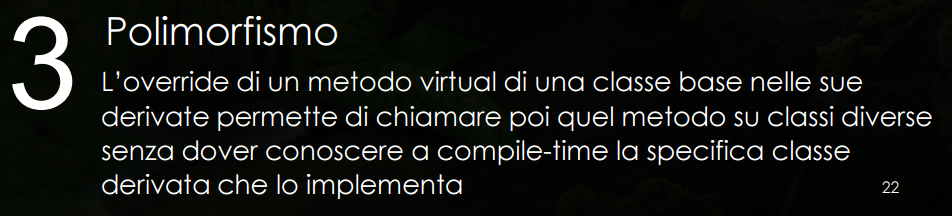 3
Polimorfismo
L'override di un metodo virtual di una classe base nelle sue
derivate permette di chiamare poi quel metodo su classi diverse
senza dover conoscere a compile-time la specifica classe
derivata che lo implementa
22